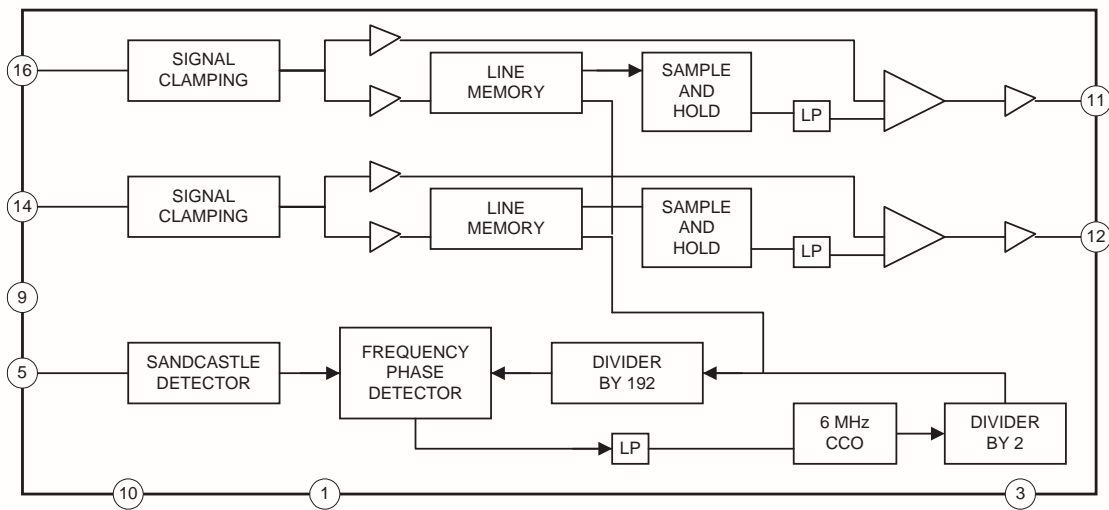 16
SIGNAL
CLAMPING
LINE
MEMORY
SAMPLE
AND
HOLD
LP
11
14
SIGNAL
CLAMPING
LINE
MEMORY
SAMPLE
AND
HOLD
LP
12
9
5
SANDCASTLE
DETECTOR
FREQUENCY
PHASE
DETECTOR
DIVIDER
BY 192
LP
6 MHz
CCO
DIVIDER
BY 2
10
1
3